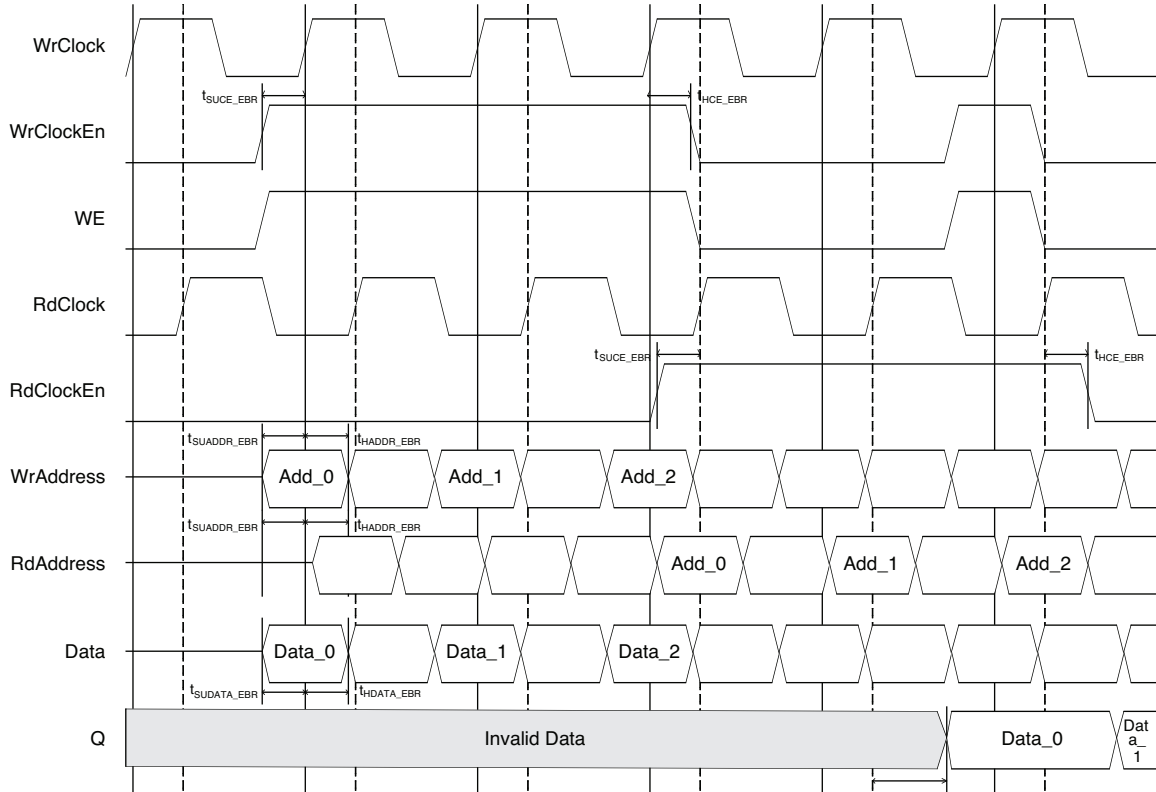 WrClock
tSUCE_EBR
tHCE_EBR
WrClockEn
WE
RdClock
tSUCE_EBR
tHCE_EBR
RdClockEn
tSUADDR_EBR
tHADDR_EBR
WrAddress
Add_0
Add_1
Add_2
tSUADDR_EBR
tHADDR_EBR
RdAddress
Add_0
Add_1
Add_2
Data
Data_0
Data_1
Data_2
tSUDATA_EBR
tHDATA_EBR
Q
Invalid Data
Data_0
Dat
a_
1